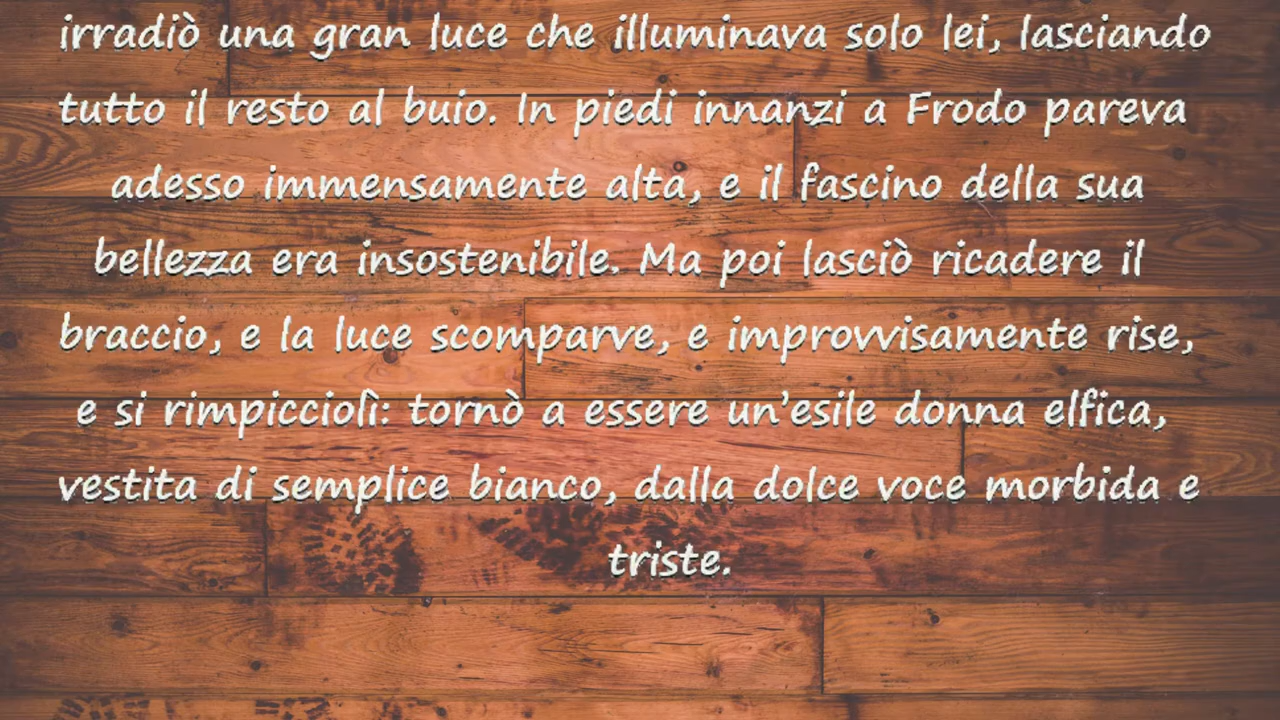 irradiò una gran luce che illuminava solo lei, lasciando
tutto il resto al buio. In piedi innanzi a Frodo pareva
adesso immensamente alta, e il fascino della sua
bellezza era insostenibile. Ma poi lasciò ricadere il
braccio, e la luce scomparve, e improvvisamente rise,
e si rimpicciolì: tornò a essere un'esile donna elfica,
vestita di semplice bianco, dalla dolce voce morbida e
triste.